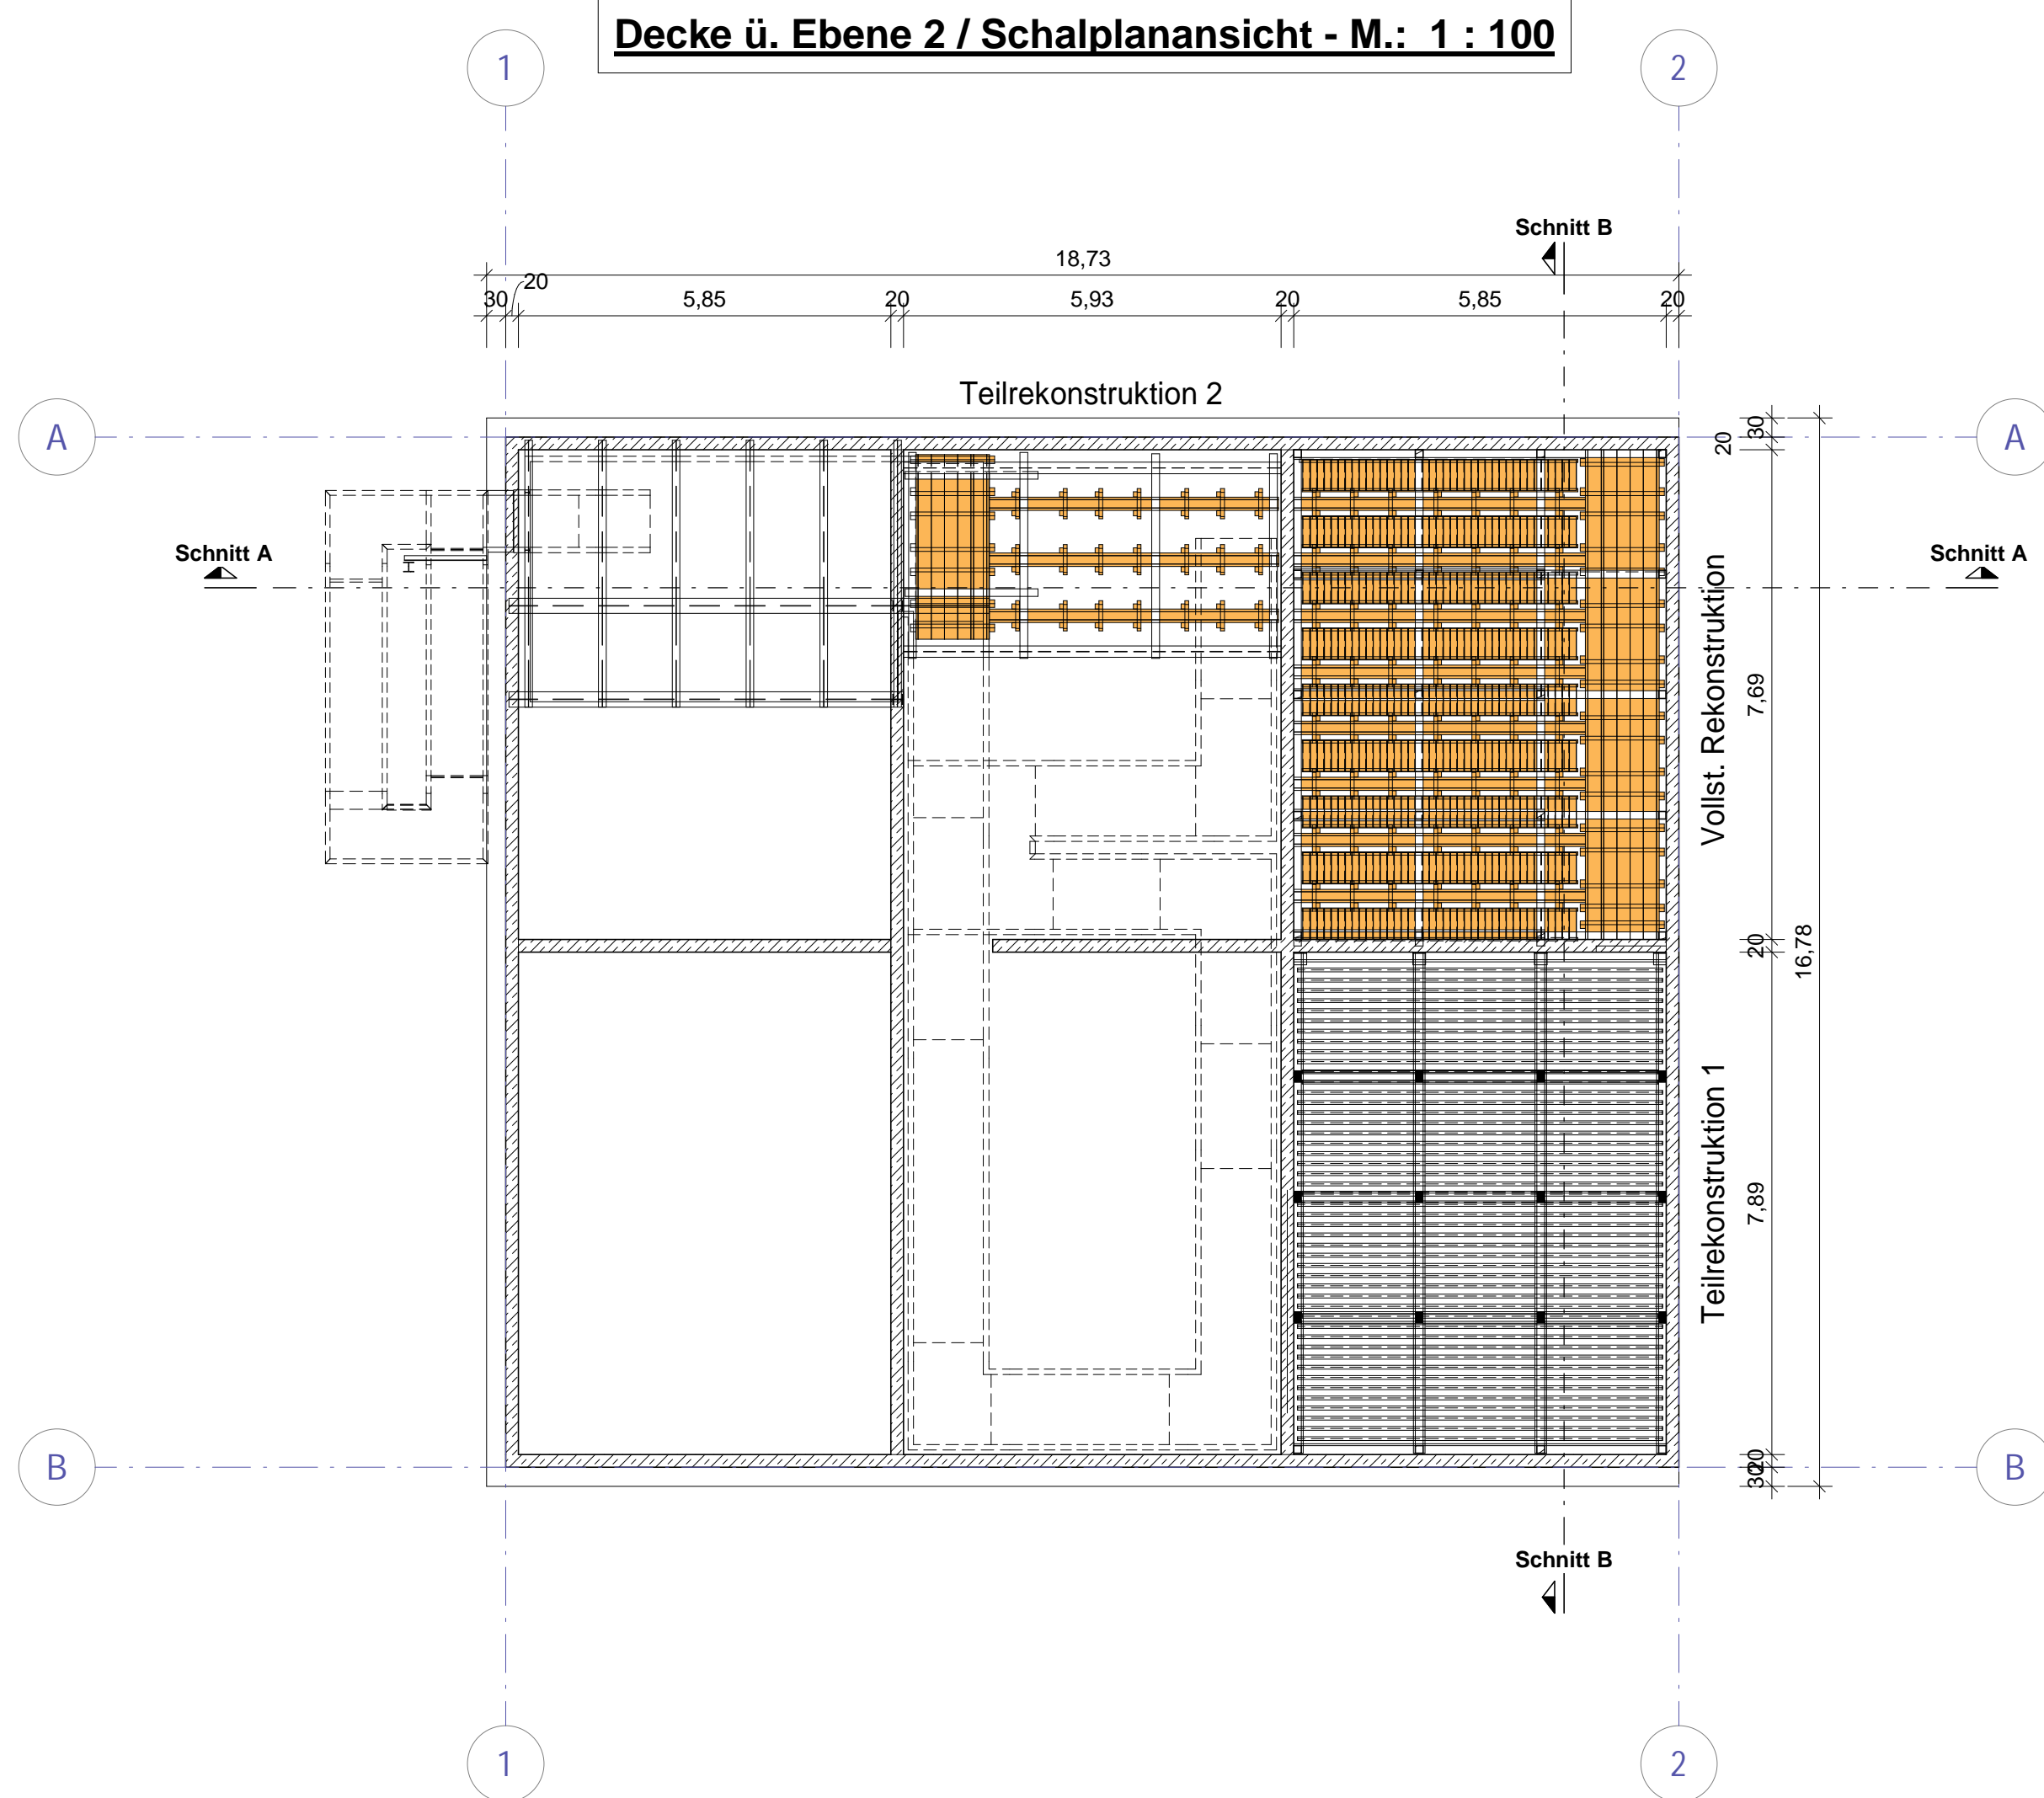 Decke ü. Ebene 2 / Schalplanansicht - M.: 1 : 100
1
2
Schnitt B
18,73
20
30
5,85
20
5,93
20
5,85
20
Teilrekonstruktion 2
A
A
30
20
Schnitt A
Schnitt A
Vollst. Rekonstruktion
7,69
20
16,78
Teilrekonstruktion 1
7,89
20
30
B
B
Schnitt B
1
2